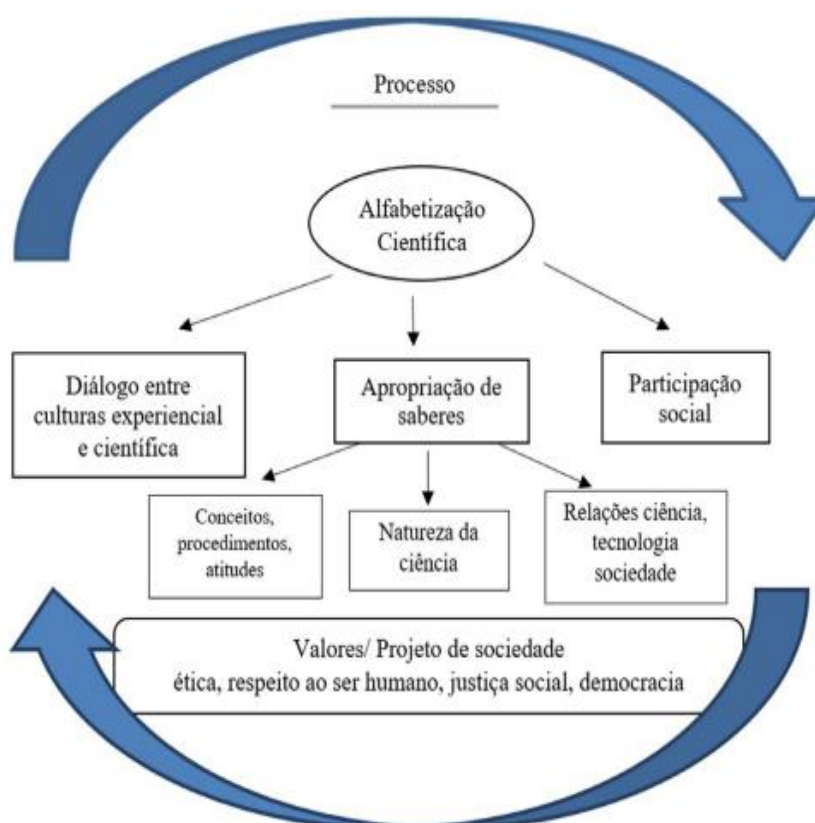 Processo
Alfabetização
Científica
Diálogo entre
culturas experiencial
e científica
Apropriação de
saberes
Participação
social
Conceitos,
procedimentos,
atitudes
Natureza da
ciência
Relações ciência,
tecnologia
sociedade
Valores/ Projeto de sociedade
ética, respeito ao ser humano, justiça social, democracia